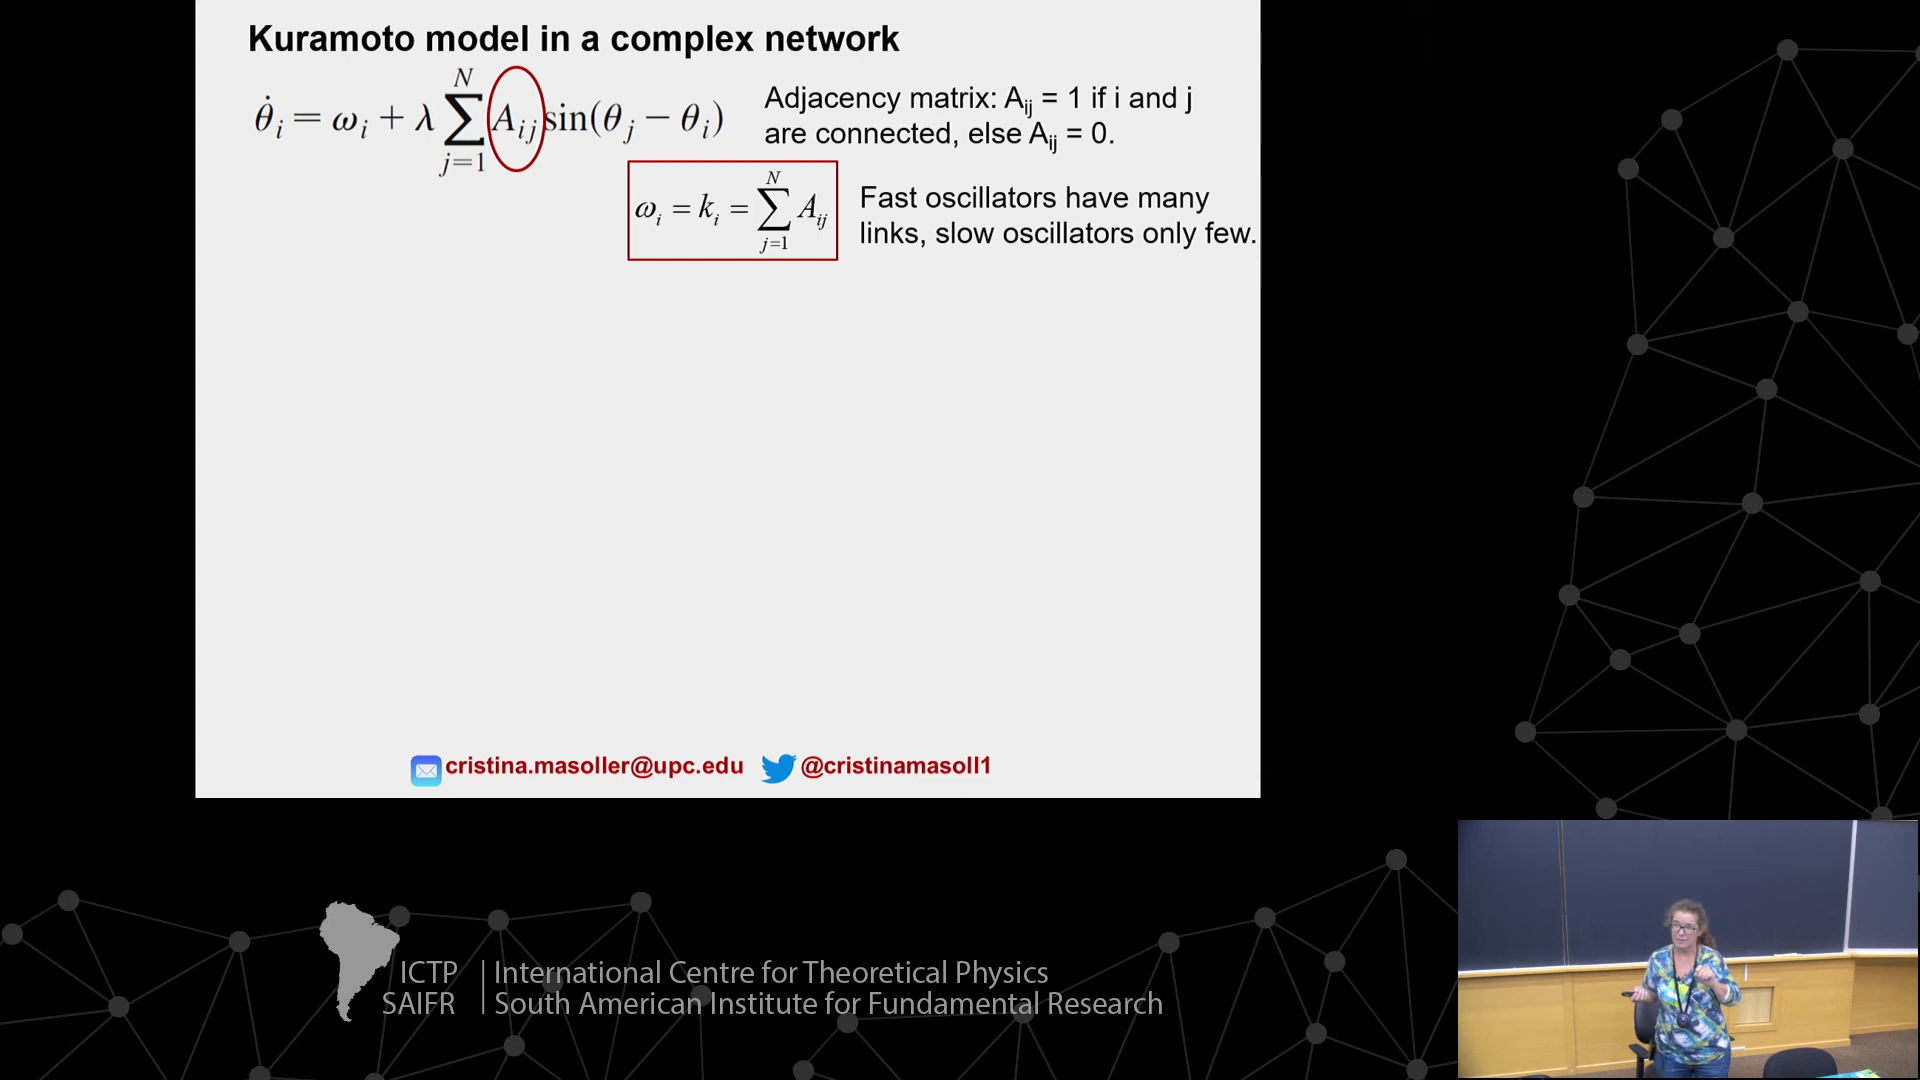 Kuramoto model in a complex network
θ̇ᵢ = ωᵢ + λ ∑ⱼ₌₁ᴺ Aᵢⱼ sin(θⱼ − θᵢ)
Adjacency matrix: Aij = 1 if i and j
are connected, else Aij = 0.
ωᵢ = kᵢ = ∑ⱼ₌₁ᴺ Aᵢⱼ
Fast oscillators have many
links, slow oscillators only few.
cristina.masoller@upc.edu @cristinamasoll1
ICTP | International Centre for Theoretical Physics
SAIFR | South American Institute for Fundamental Research